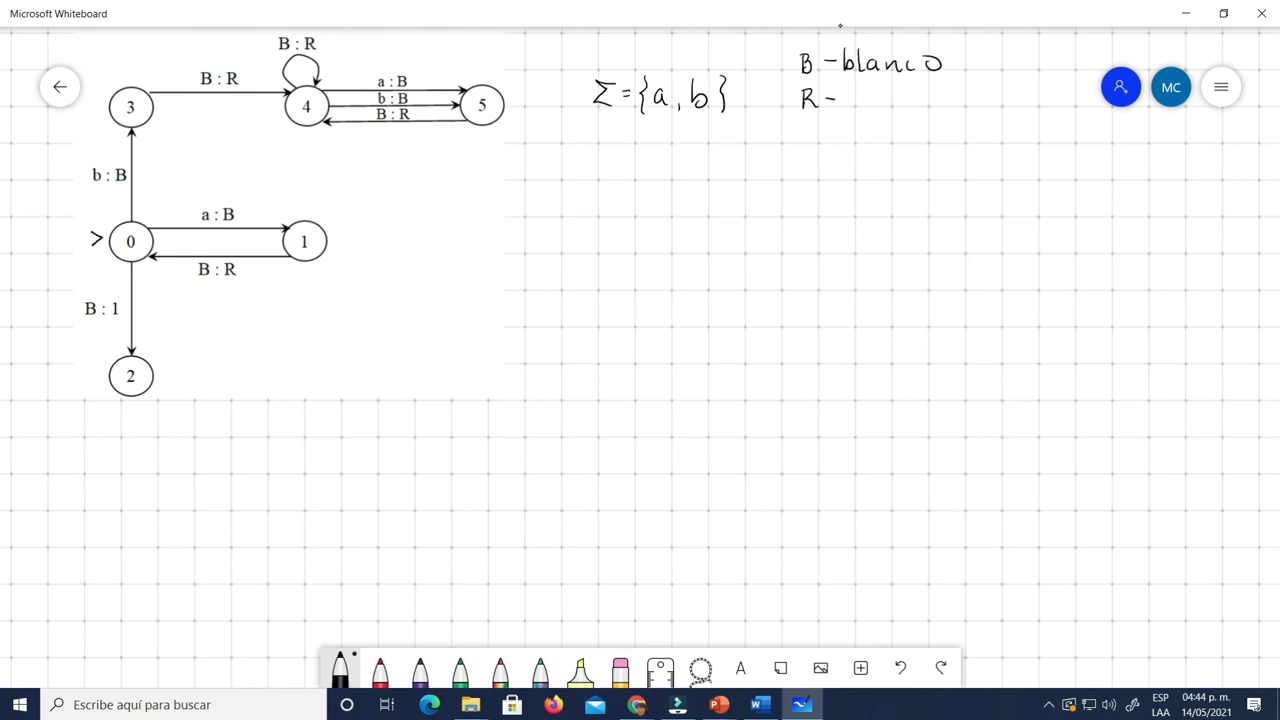 Microsoft Whiteboard
B : R
B - blanco
B : R
a : B
Σ = {a, b}
MC
3
4
b : B
5
R -
B : R
b : B
a : B
>
0
1
B : R
B : 1
2
A
Escribe aquí para buscar
ESP
LAA
04:44 p. m.
14/05/2021